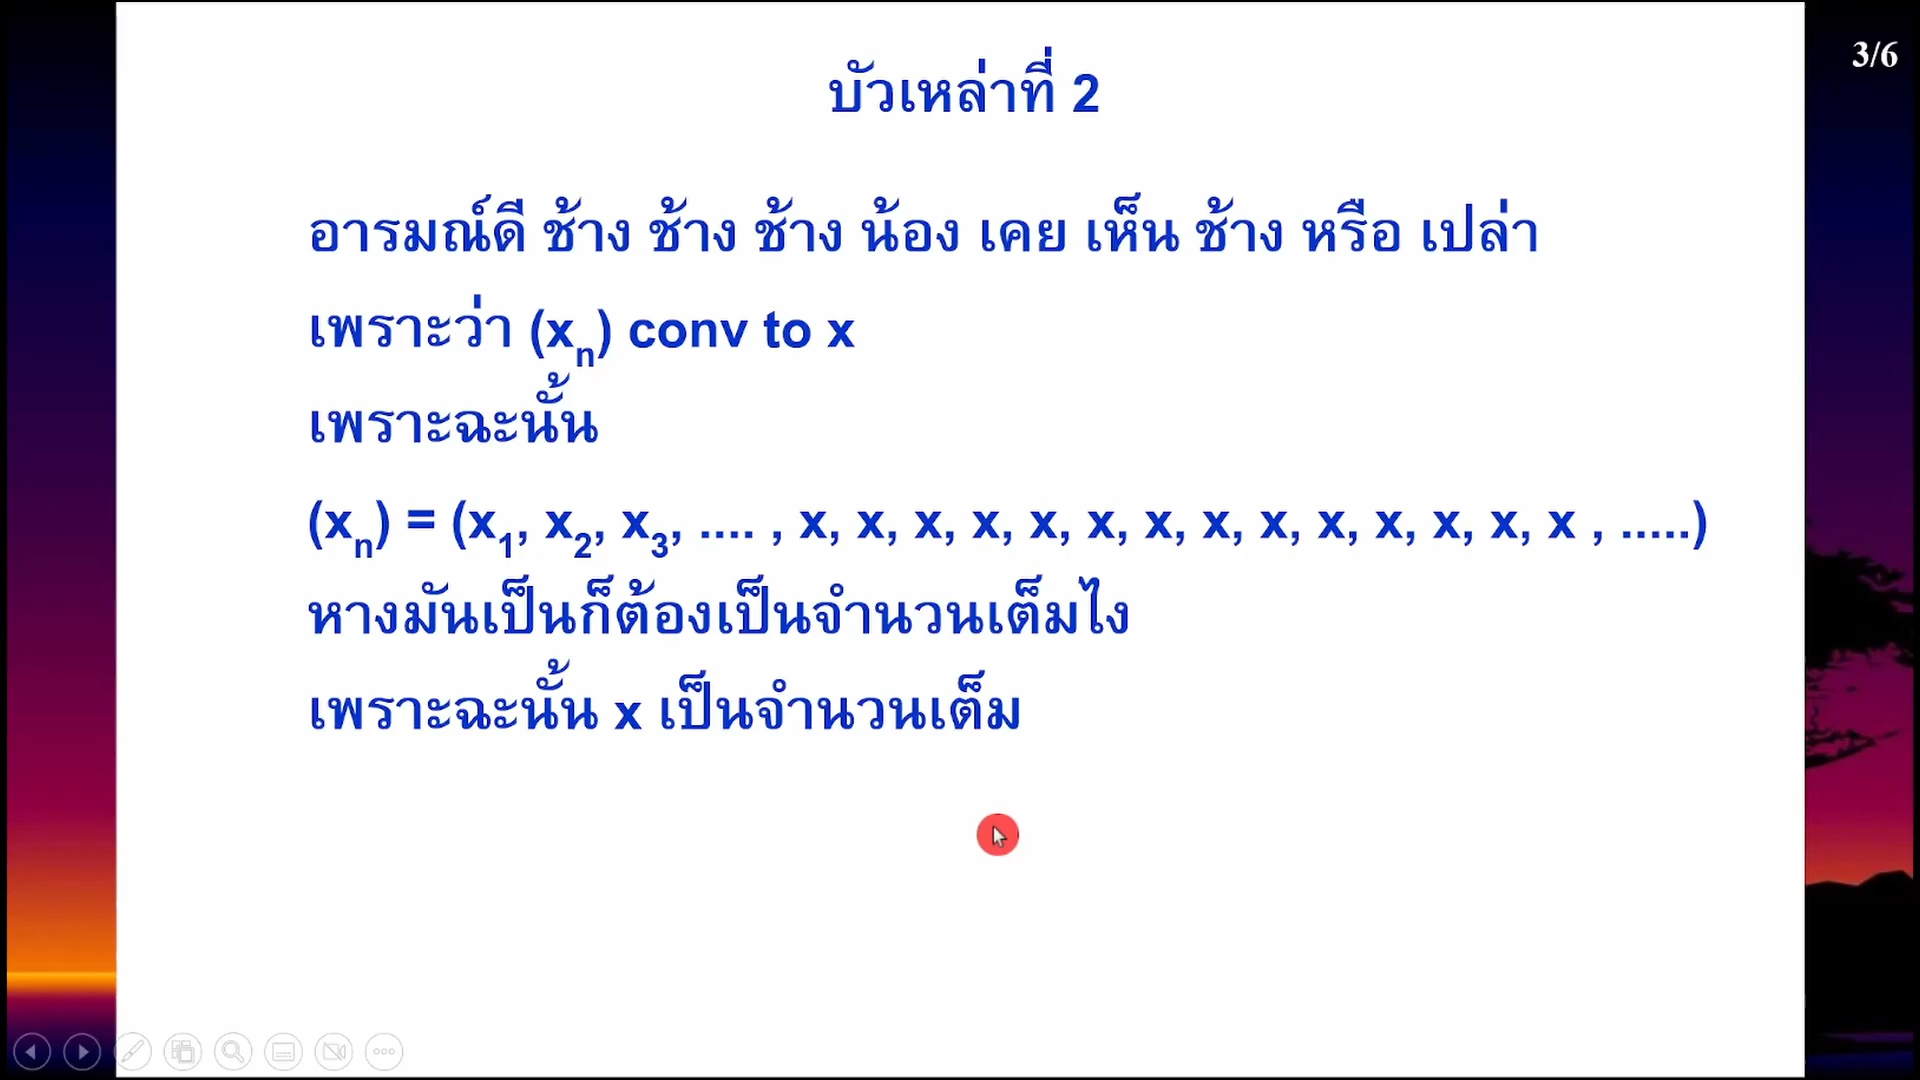 3/6
บัวเหล่าที่ 2
อารมณ์ดี ช้าง ช้าง ช้าง น้อง เคย เห็น ช้าง หรือ เปล่า
เพราะว่า (xn) conv to x
เพราะฉะนั้น
(xn) = (x1, x2, x3, .... , x, x, x, x, x, x, x, x, x, x, x, x, x, x , .....)
หางมันเป็นก็ต้องเป็นจำนวนเต็มไง
เพราะฉะนั้น x เป็นจำนวนเต็ม